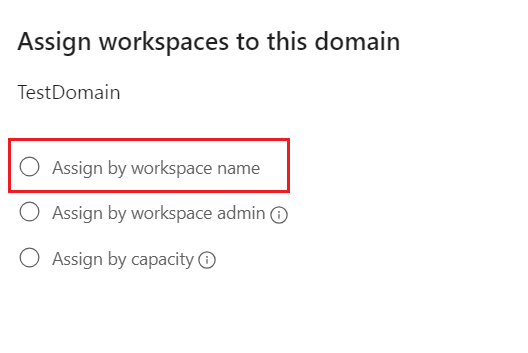 Assign workspaces to this domain
TestDomain
Assign by workspace name
Assign by workspace admin
Assign by capacity